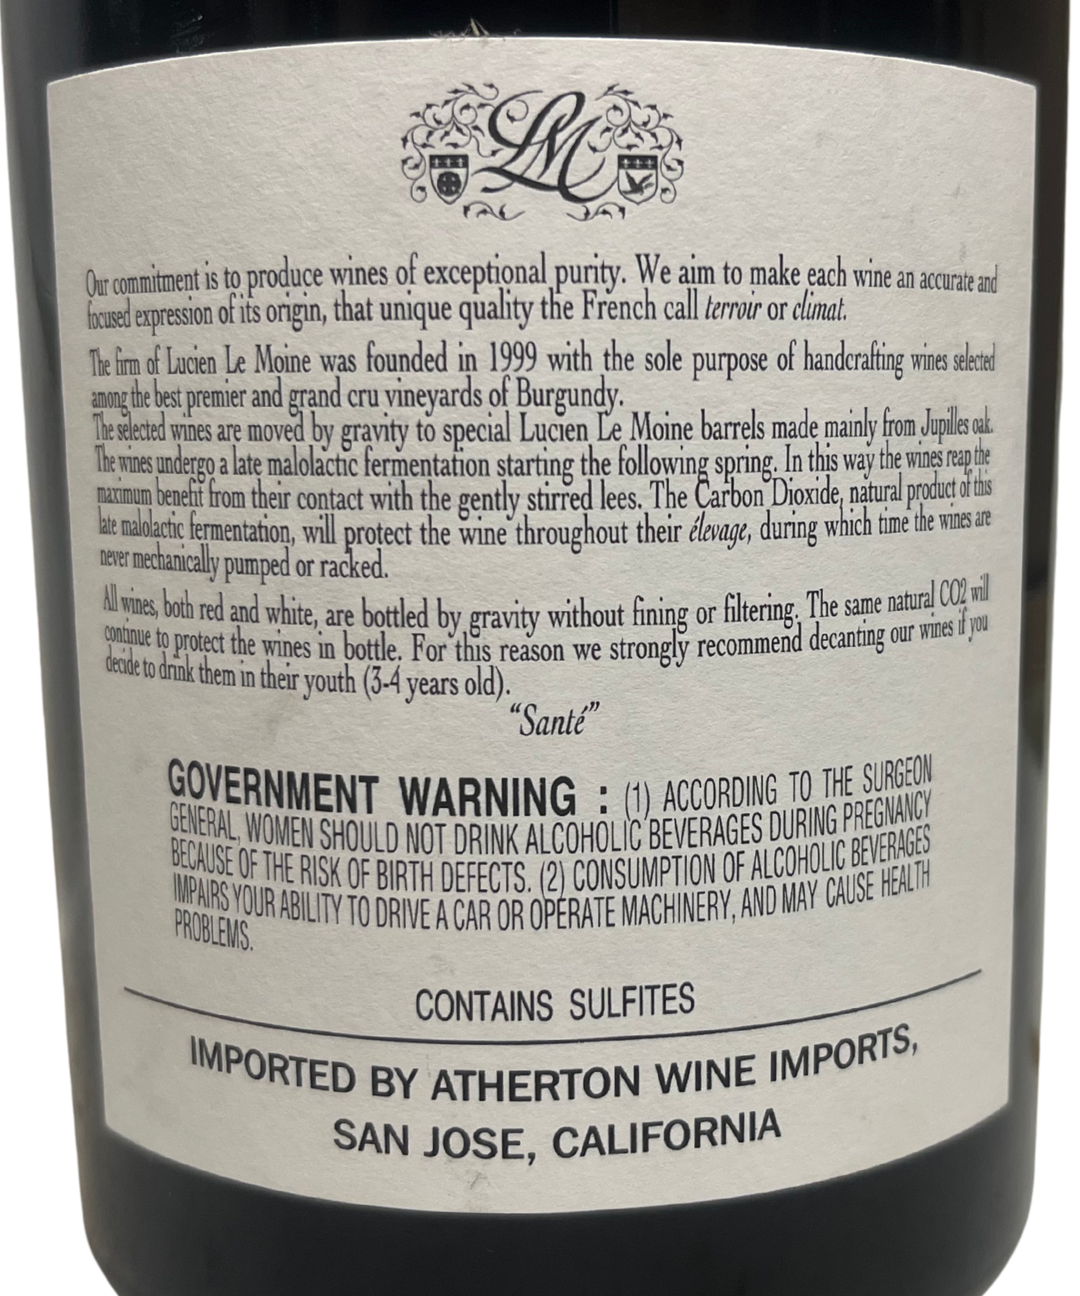 LM
Our commitment is to produce wines of exceptional purity. We aim to make each wine an accurate and
focused expression of its origin, that unique quality the French call terroir or climat.
The firm of Lucien Le Moine was founded in 1999 with the sole purpose of handcrafting wines selected
among the best premier and grand cru vineyards of Burgundy.
The selected wines are moved by gravity to special Lucien Le Moine barrels made mainly from Jupilles oak.
The wines undergo a late malolactic fermentation starting the following spring. In this way the wines reap the
maximum benefit from their contact with the gently stirred lees. The Carbon Dioxide, natural product of this
late malolactic fermentation, will protect the wine throughout their élevage, during which time the wines are
never mechanically pumped or racked.
All wines, both red and white, are bottled by gravity without fining or filtering. The same natural CO2 will
continue to protect the wines in bottle. For this reason we strongly recommend decanting our wines if you
decide to drink them in their youth (3-4 years old).
“Santé”
GOVERNMENT WARNING : (1) ACCORDING TO THE SURGEON
GENERAL, WOMEN SHOULD NOT DRINK ALCOHOLIC BEVERAGES DURING PREGNANCY
BECAUSE OF THE RISK OF BIRTH DEFECTS. (2) CONSUMPTION OF ALCOHOLIC BEVERAGES
IMPAIRS YOUR ABILITY TO DRIVE A CAR OR OPERATE MACHINERY, AND MAY CAUSE HEALTH
PROBLEMS.
CONTAINS SULFITES
IMPORTED BY ATHERTON WINE IMPORTS,
SAN JOSE, CALIFORNIA